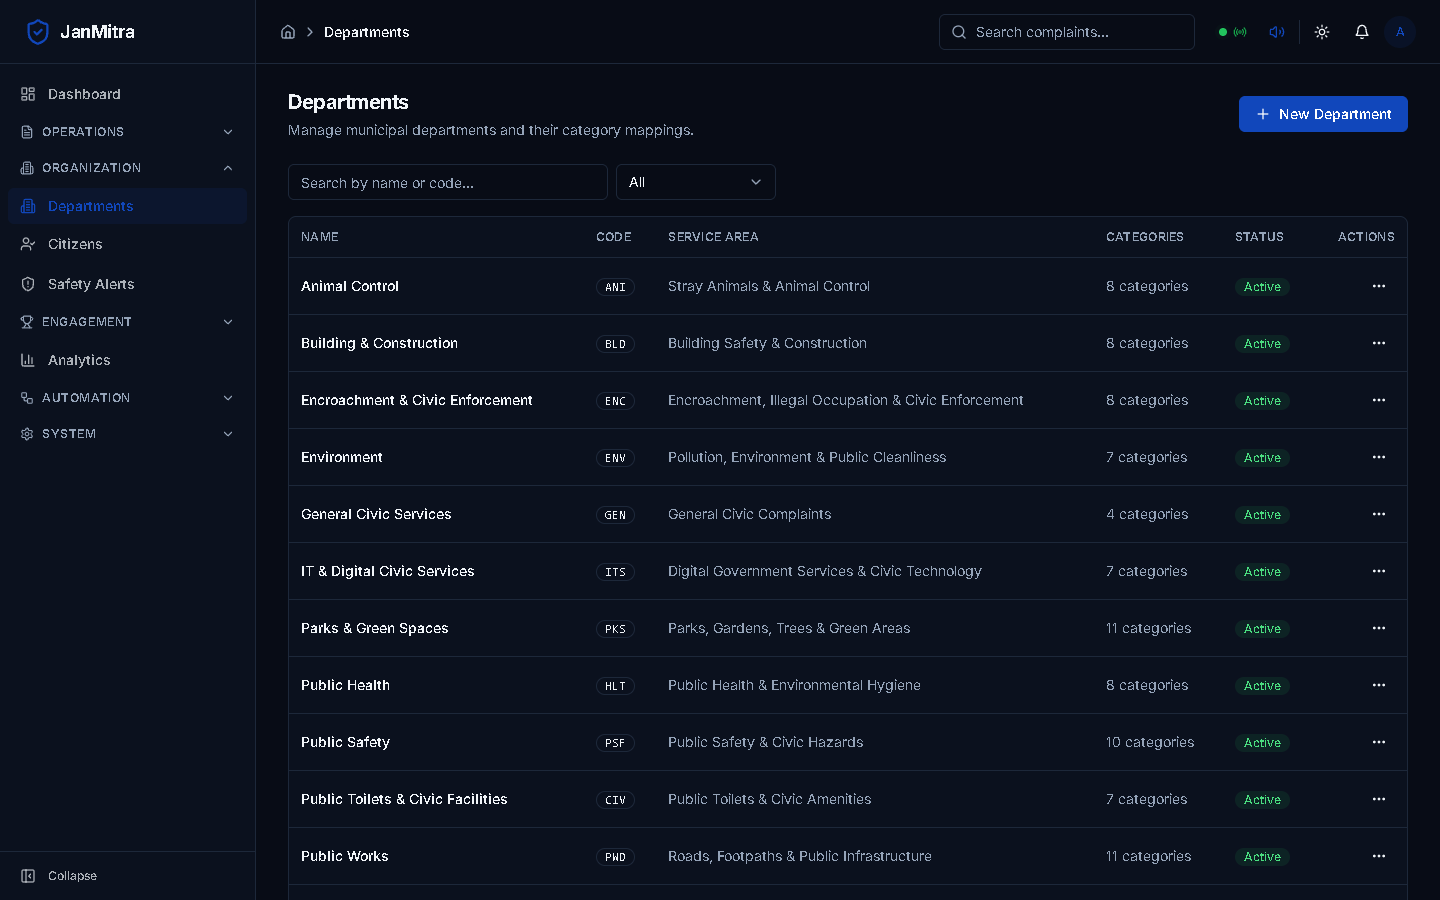 JanMitra
Departments
Search complaints...
A
Dashboard
OPERATIONS
ORGANIZATION
Departments
Citizens
Safety Alerts
ENGAGEMENT
Analytics
AUTOMATION
SYSTEM
Collapse
Departments
Manage municipal departments and their category mappings.
New Department
Search by name or code...
All
NAME CODE SERVICE AREA CATEGORIES STATUS ACTIONS
Animal Control ANI Stray Animals & Animal Control 8 categories Active
Building & Construction BLD Building Safety & Construction 8 categories Active
Encroachment & Civic Enforcement ENC Encroachment, Illegal Occupation & Civic Enforcement 8 categories Active
Environment ENV Pollution, Environment & Public Cleanliness 7 categories Active
General Civic Services GEN General Civic Complaints 4 categories Active
IT & Digital Civic Services ITS Digital Government Services & Civic Technology 7 categories Active
Parks & Green Spaces PKS Parks, Gardens, Trees & Green Areas 11 categories Active
Public Health HLT Public Health & Environmental Hygiene 8 categories Active
Public Safety PSF Public Safety & Civic Hazards 10 categories Active
Public Toilets & Civic Facilities CIV Public Toilets & Civic Amenities 7 categories Active
Public Works PWD Roads, Footpaths & Public Infrastructure 11 categories Active